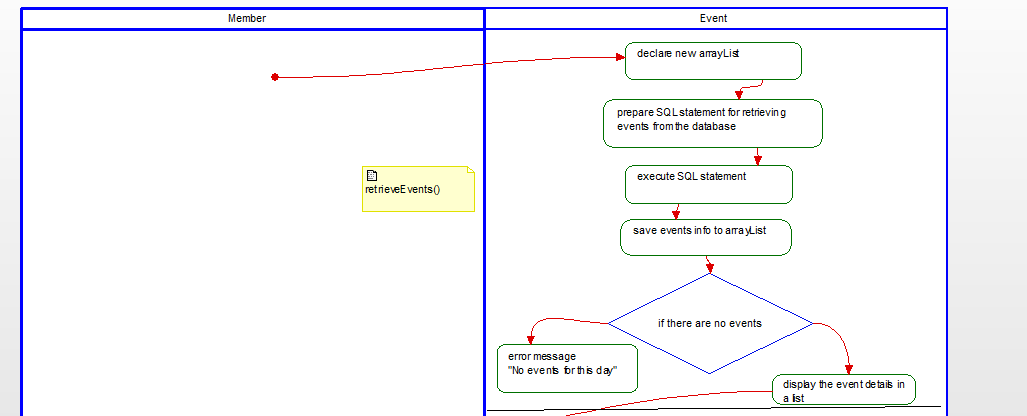 Member
Event
declare new arrayList
prepare SQL statement for retrieving
events from the database
execute SQL statement
retrieveEvents()
save events info to arrayList
if there are no events
error message
"No events for this day"
display the event details in
a list